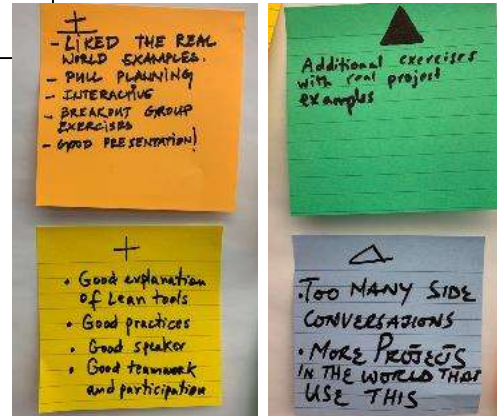 +
- LIKED THE REAL
WORLD EXAMPLES.
- PULL PLANNING
- INTERACTIVE
- BREAKOUT GROUP
EXERCISES
- GOOD PRESENTATION!
Additional exercises
with real project
examples
+
• Good explanation
of Lean tools
• Good practices
• Good speaker
• Good teamwork
and participation
• TOO MANY SIDE
CONVERSATIONS
• MORE PROJECTS
IN THE WORLD THAT
USE THIS